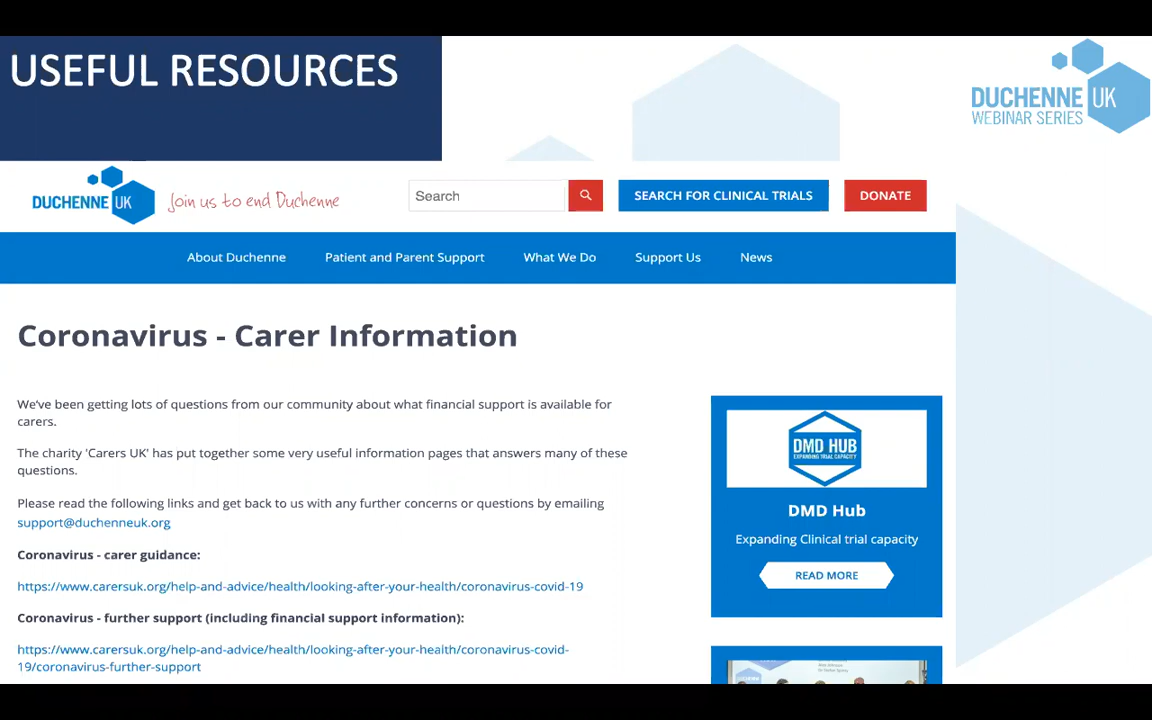 USEFUL RESOURCES
DUCHENNE UK
WEBINAR SERIES
DUCHENNE UK
Join us to end Duchenne
Search
SEARCH FOR CLINICAL TRIALS
DONATE
About Duchenne
Patient and Parent Support
What We Do
Support Us
News
Coronavirus - Carer Information
We've been getting lots of questions from our community about what financial support is available for
carers.
The charity 'Carers UK' has put together some very useful information pages that answers many of these
questions.
Please read the following links and get back to us with any further concerns or questions by emailing
support@duchenneuk.org
Coronavirus - carer guidance:
https://www.carersuk.org/help-and-advice/health/looking-after-your-health/coronavirus-covid-19
Coronavirus - further support (including financial support information):
https://www.carersuk.org/help-and-advice/health/looking-after-your-health/coronavirus-covid-
19/coronavirus-further-support
DMD HUB
EXPANDING TRIAL CAPACITY
DMD Hub
Expanding Clinical trial capacity
READ MORE